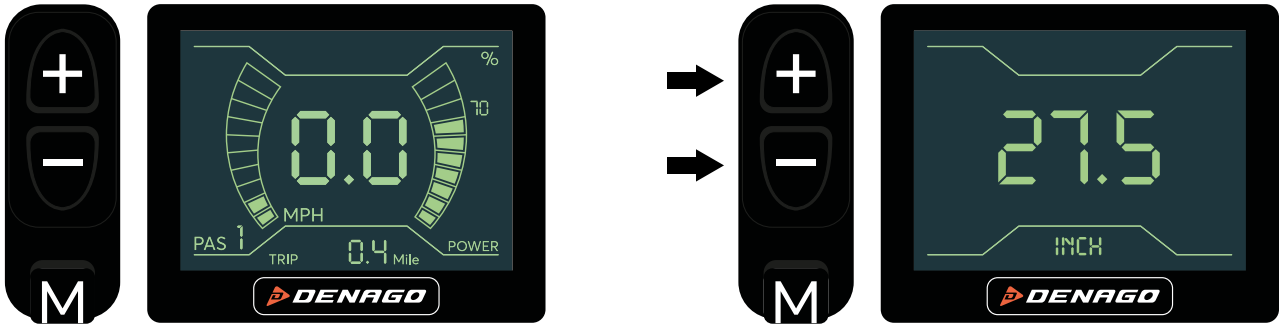 +
−
M
%
70
0.0
MPH
PAS 1
TRIP 0.4 Mile
POWER
DENAGO
+
−
M
27.5
INCH
DENAGO